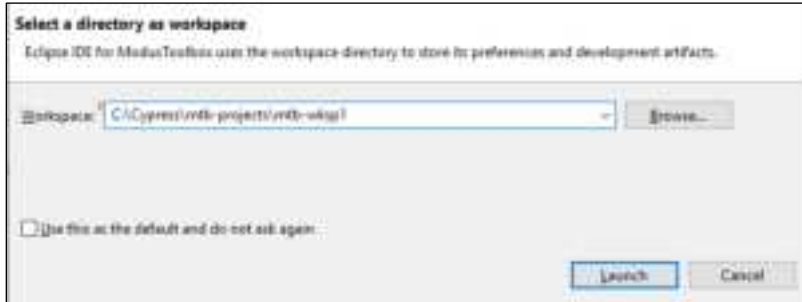 Select a directory as workspace
Eclipse IDE for ModusToolbox uses the workspace directory to store its preferences and development artifacts.
Workspace: C:\Cypress\mtb-projects\mtb-wksp1 Browse...
Use this as the default and do not ask again
Launch Cancel